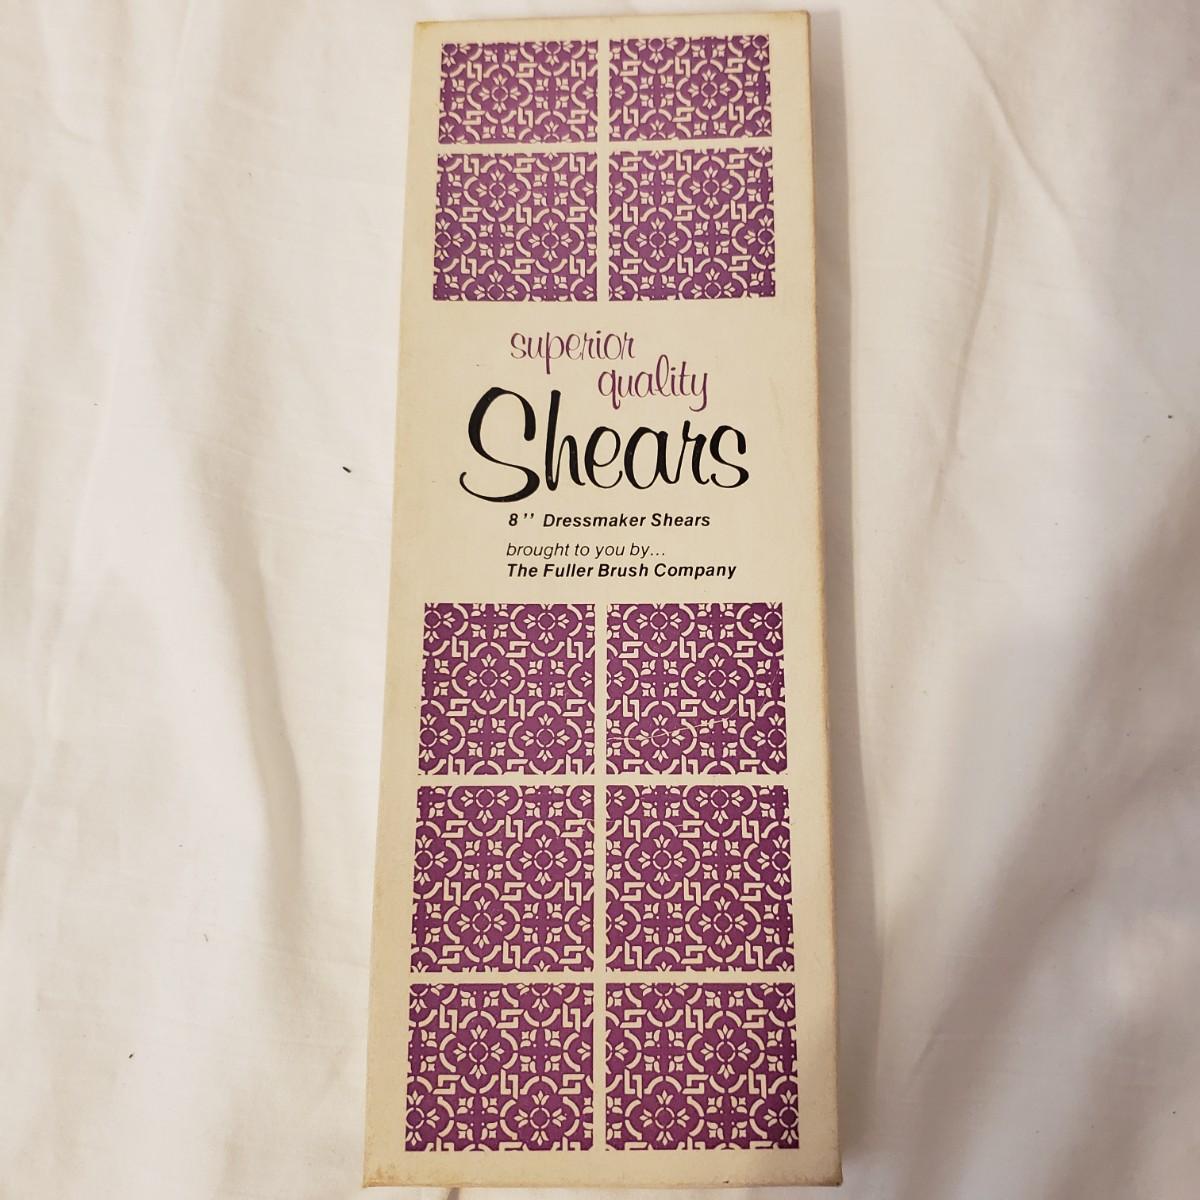 superior
quality
Shears
8'' Dressmaker Shears
brought to you by...
The Fuller Brush Company